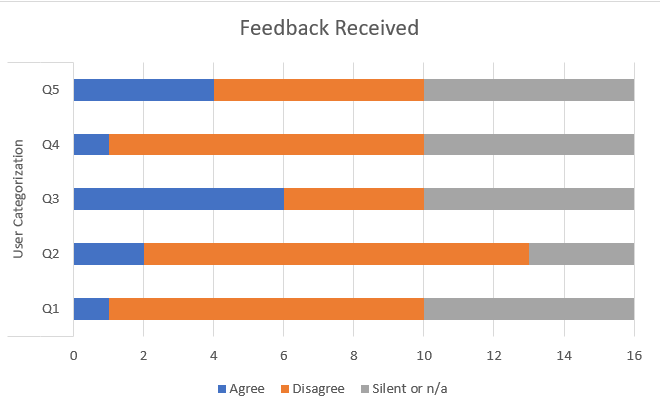 Feedback Received
User Categorization
Q5
Q4
Q3
Q2
Q1
0 2 4 6 8 10 12 14 16
Agree Disagree Silent or n/a